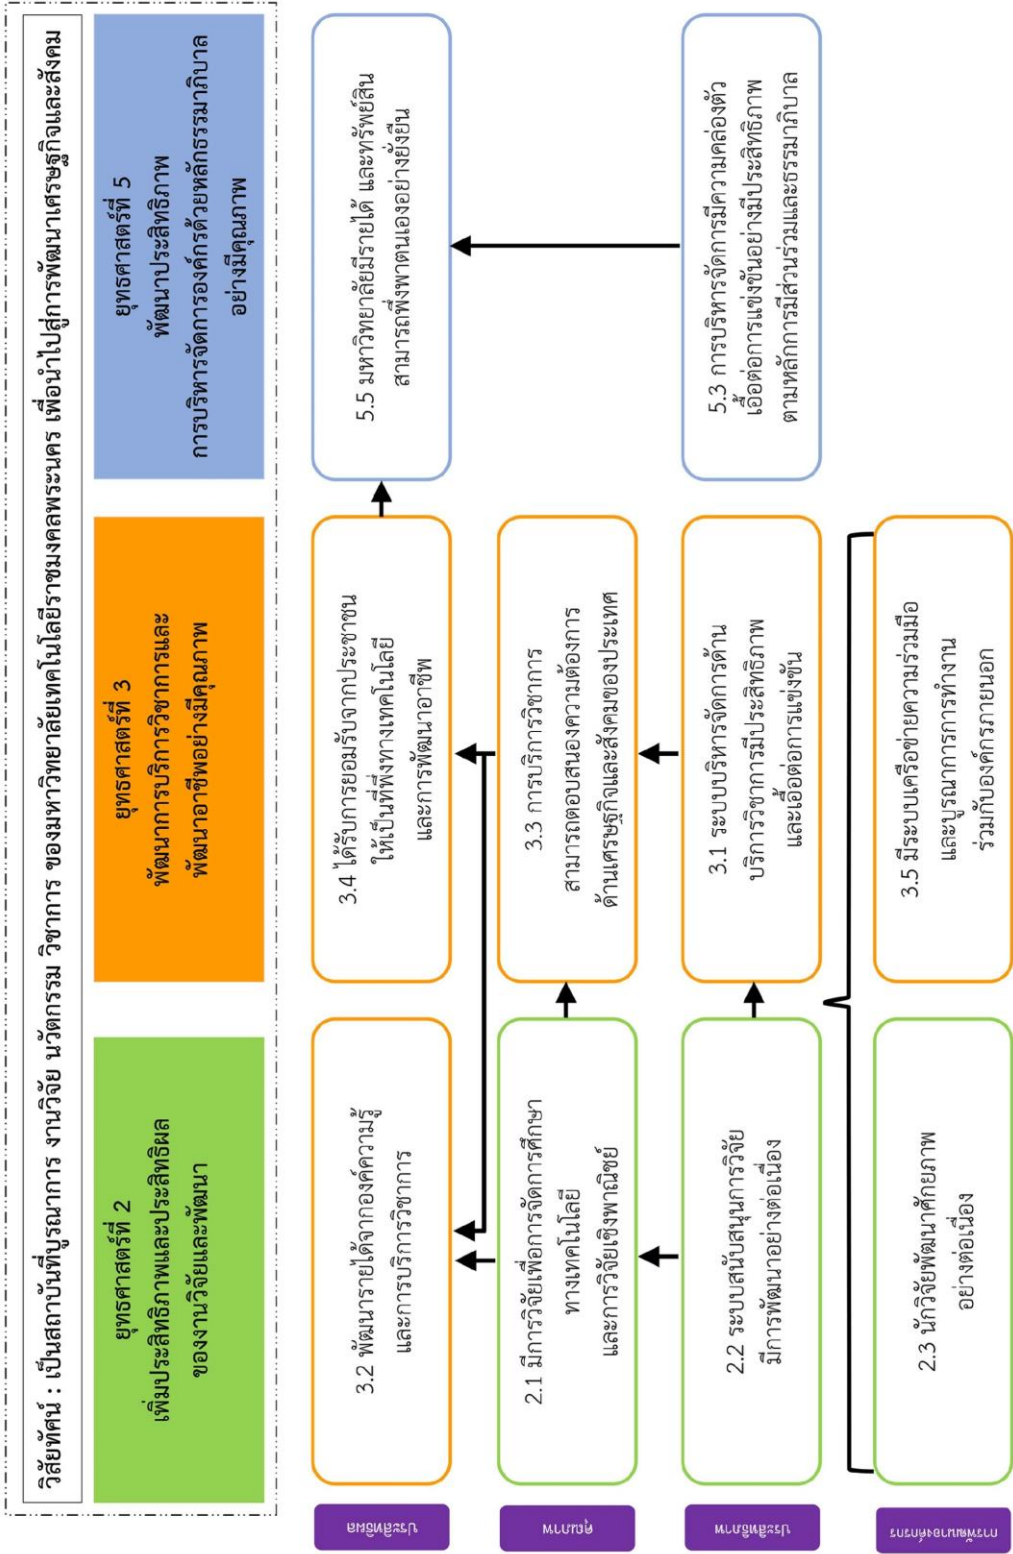 วิสัยทัศน์ : เป็นสถาบันที่บูรณาการ งานวิจัย นวัตกรรม วิชาการ ของมหาวิทยาลัยเทคโนโลยีราชมงคลพระนคร เพื่อนำไปสู่การพัฒนาเศรษฐกิจและสังคม
ยุทธศาสตร์ที่ 2
เพิ่มประสิทธิภาพและประสิทธิผล
ของงานวิจัยและพัฒนา
ยุทธศาสตร์ที่ 3
พัฒนาการบริการวิชาการและ
พัฒนาอาชีพอย่างมีคุณภาพ
ยุทธศาสตร์ที่ 5
พัฒนาประสิทธิภาพ
การบริหารจัดการองค์กรด้วยหลักธรรมาภิบาล
อย่างมีคุณภาพ
ประสิทธิผล
3.2 พัฒนารายได้จากองค์ความรู้
และการบริการวิชาการ
3.4 ได้รับการยอมรับจากประชาชน
ให้เป็นที่พึ่งทางเทคโนโลยี
และการพัฒนาอาชีพ
5.5 มหาวิทยาลัยมีรายได้ และทรัพย์สิน
สามารถพึ่งพาตนเองอย่างยั่งยืน
คุณภาพ
2.1 มีการวิจัยเพื่อการจัดการศึกษา
ทางเทคโนโลยี
และการวิจัยเชิงพาณิชย์
3.3 การบริการวิชาการ
สามารถตอบสนองความต้องการ
ด้านเศรษฐกิจและสังคมของประเทศ
ประสิทธิภาพ
2.2 ระบบสนับสนุนการวิจัย
มีการพัฒนาอย่างต่อเนื่อง
3.1 ระบบบริหารจัดการด้าน
บริการวิชาการมีประสิทธิภาพ
และเอื้อต่อการแข่งขัน
5.3 การบริหารจัดการมีความคล่องตัว
เอื้อต่อการแข่งขันอย่างมีประสิทธิภาพ
ตามหลักการมีส่วนร่วมและธรรมาภิบาล
การพัฒนาองค์กร
2.3 นักวิจัยพัฒนาศักยภาพ
อย่างต่อเนื่อง
3.5 มีระบบเครือข่ายความร่วมมือ
และบูรณาการการทำงาน
ร่วมกับองค์กรภายนอก